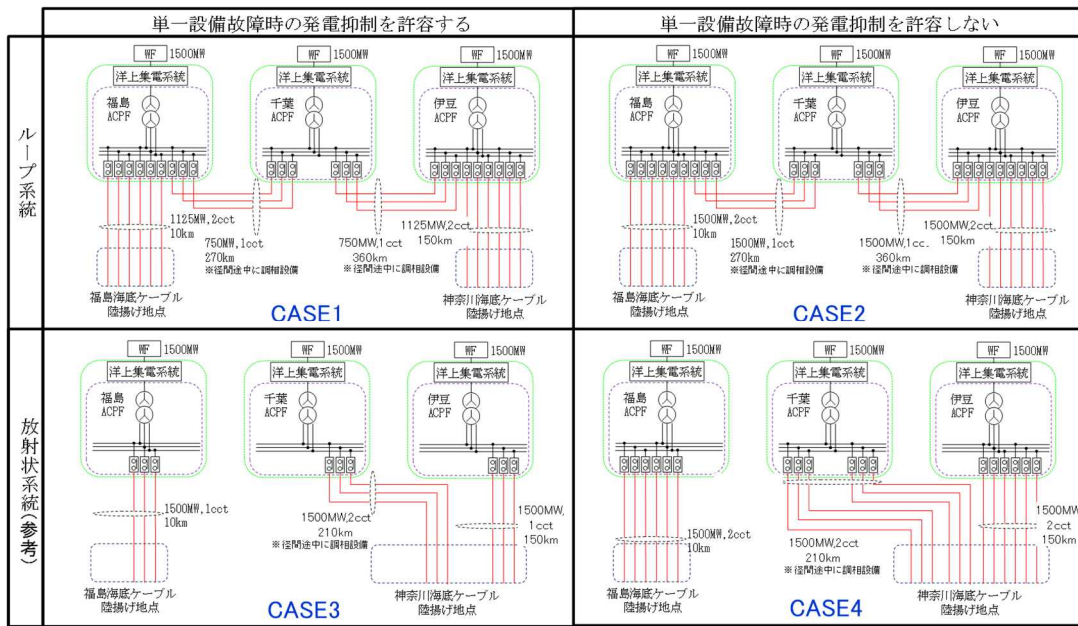 単一設備故障時の発電抑制を許容する
単一設備故障時の発電抑制を許容しない
ループ系統
WF 1500MW
洋上集電系統
福島
ACPF
1125MW,2cct
10km
福島海底ケーブル
陸揚げ地点
WF 1500MW
洋上集電系統
千葉
ACPF
750MW,1cct
270km
※径間途中に調相設備
750MW,1cct
360km
※径間途中に調相設備
WF 1500MW
洋上集電系統
伊豆
ACPF
1125MW,2cct
150km
神奈川海底ケーブル
陸揚げ地点
CASE1
WF 1500MW
洋上集電系統
福島
ACPF
1500MW,2cct
10km
福島海底ケーブル
陸揚げ地点
WF 1500MW
洋上集電系統
千葉
ACPF
1500MW,1cct
270km
※径間途中に調相設備
1500MW,1cc
360km
※径間途中に調相設備
WF 1500MW
洋上集電系統
伊豆
ACPF
1500MW,2cct
150km
神奈川海底ケーブル
陸揚げ地点
CASE2
放射状系統(参考)
WF 1500MW
洋上集電系統
福島
ACPF
1500MW,1cct
10km
福島海底ケーブル
陸揚げ地点
WF 1500MW
洋上集電系統
千葉
ACPF
1500MW,2cct
210km
※径間途中に調相設備
WF 1500MW
洋上集電系統
伊豆
ACPF
1500MW,
1cct
150km
神奈川海底ケーブル
陸揚げ地点
CASE3
WF 1500MW
洋上集電系統
福島
ACPF
1500MW,2cct
10km
福島海底ケーブル
陸揚げ地点
WF 1500MW
洋上集電系統
千葉
ACPF
1500MW,2cct
210km
※径間途中に調相設備
WF 1500MW
洋上集電系統
伊豆
ACPF
1500MW,
2cct
150km
神奈川海底ケーブル
陸揚げ地点
CASE4